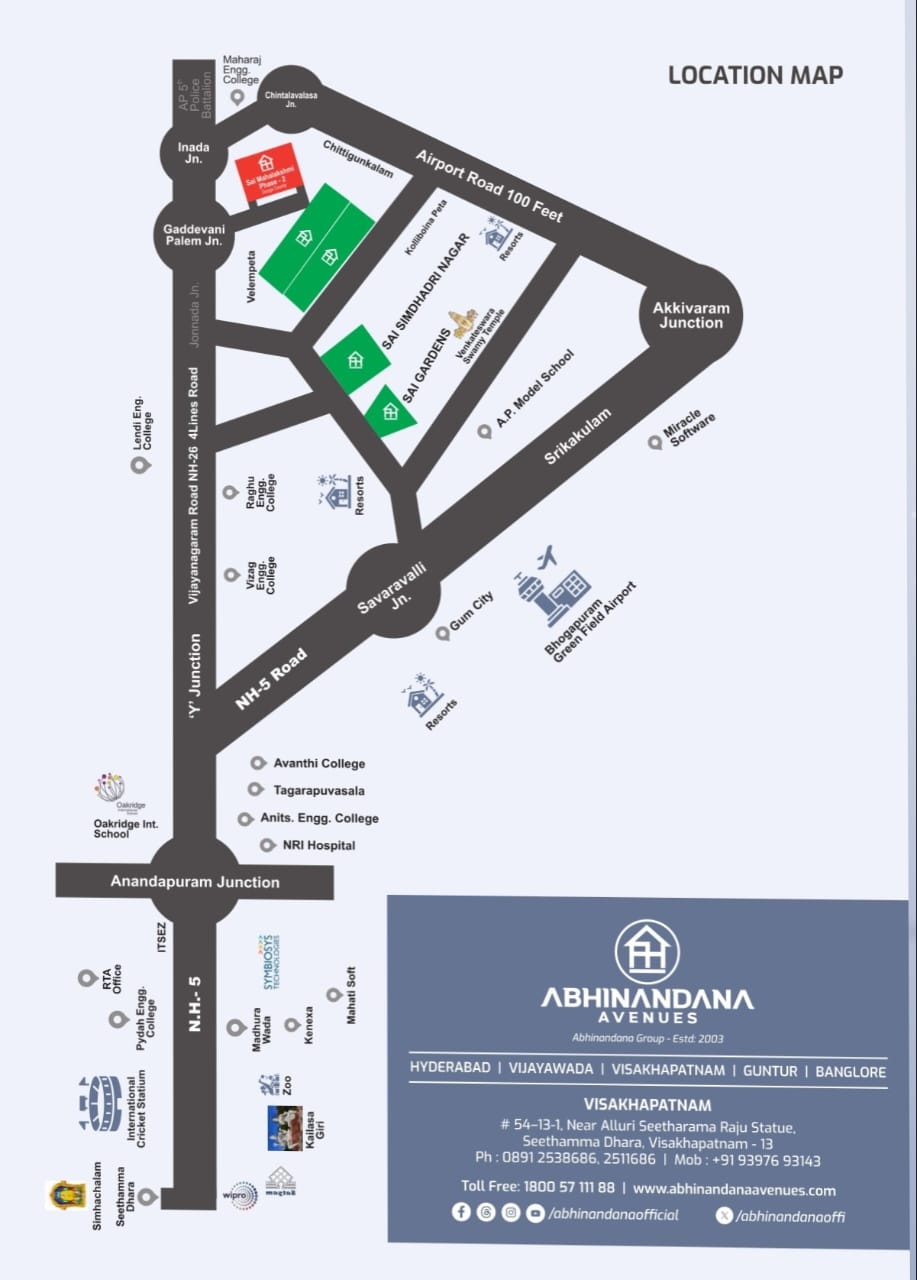 LOCATION MAP
Maharaj
Engg.
College
AP 5th
Police
Battalion
Chintalavalasa
Jn.
Inada
Jn.
Sai Mahalakshmi
Phase - 2
Chittigunkalam
Airport Road 100 Feet
Gaddevani
Palem Jn.
Velempeta
Kolliboina Peta
Resorts
SAI SIMDHADRI NAGAR
SAI GARDENS
Venkateswara
Swamy Temple
Akkivaram
Junction
Jonnada Jn.
A.P. Model School
Srikakulam
Miracle
Software
Lendi Eng.
College
Vijayanagaram Road NH-26 4Lines Road
Raghu
Engg.
College
Resorts
Vizag
Engg.
College
Savaravalli
Jn.
Gum City
Bhogapuram
Green Field Airport
Resorts
'Y' Junction
NH-5 Road
Avanthi College
Tagarapuvasala
Anits. Engg. College
NRI Hospital
Oakridge
Oakridge Int.
School
Anandapuram Junction
ITSEZ
SYMBIOSYS
TECHNOLOGIES
RTA
Office
Pydah Engg.
College
N.H.- 5
Madhura
Wada
Kenexa
Mahati Soft
International
Cricket Statium
Zoo
Kailasa
Giri
Simhachalam
Seethamma
Dhara
wipro
ABHINANDANA
AVENUES
Abhinandana Group - Estd: 2003
HYDERABAD | VIJAYAWADA | VISAKHAPATNAM | GUNTUR | BANGLORE
VISAKHAPATNAM
# 54-13-1, Near Alluri Seetharama Raju Statue,
Seethamma Dhara, Visakhapatnam - 13
Ph : 0891 2538686, 2511686 | Mob : +91 93976 93143
Toll Free: 1800 57 111 88 | www.abhinandanaavenues.com
/abhinandanaofficial
/abhinandanaoffi